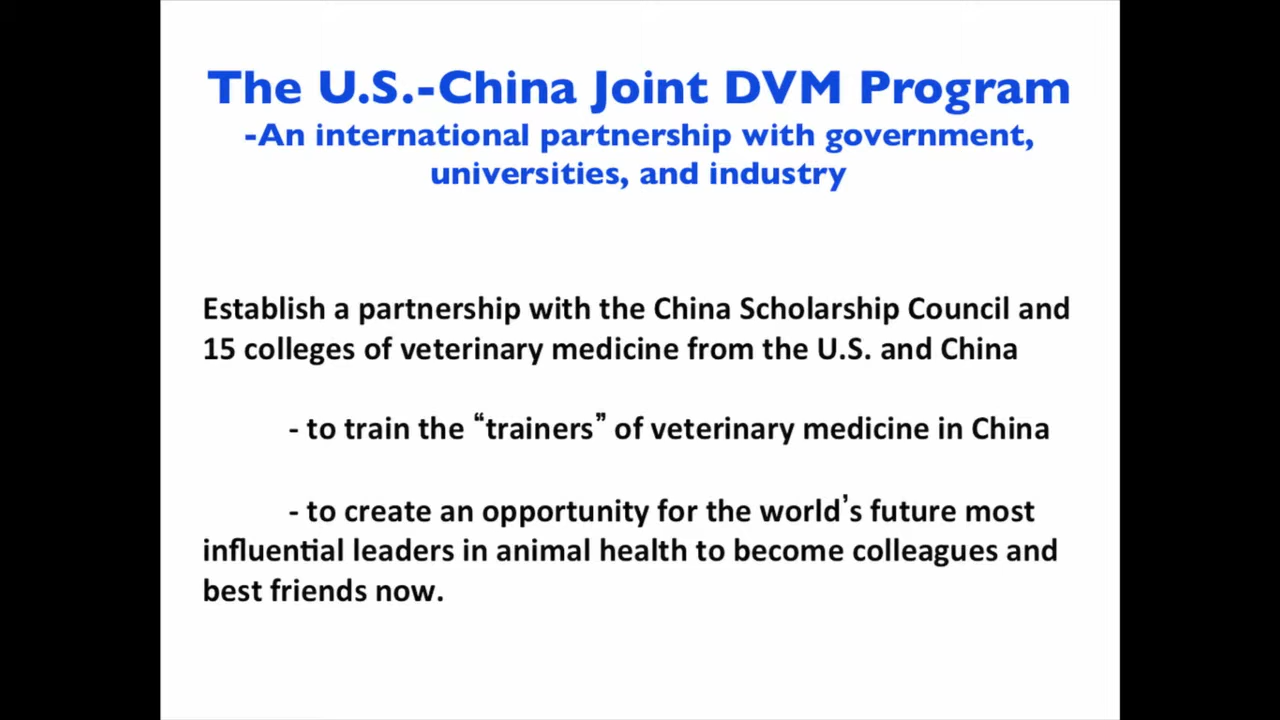 The U.S.-China Joint DVM Program
-An international partnership with government,
universities, and industry
Establish a partnership with the China Scholarship Council and
15 colleges of veterinary medicine from the U.S. and China
- to train the “trainers” of veterinary medicine in China
- to create an opportunity for the world’s future most
influential leaders in animal health to become colleagues and
best friends now.